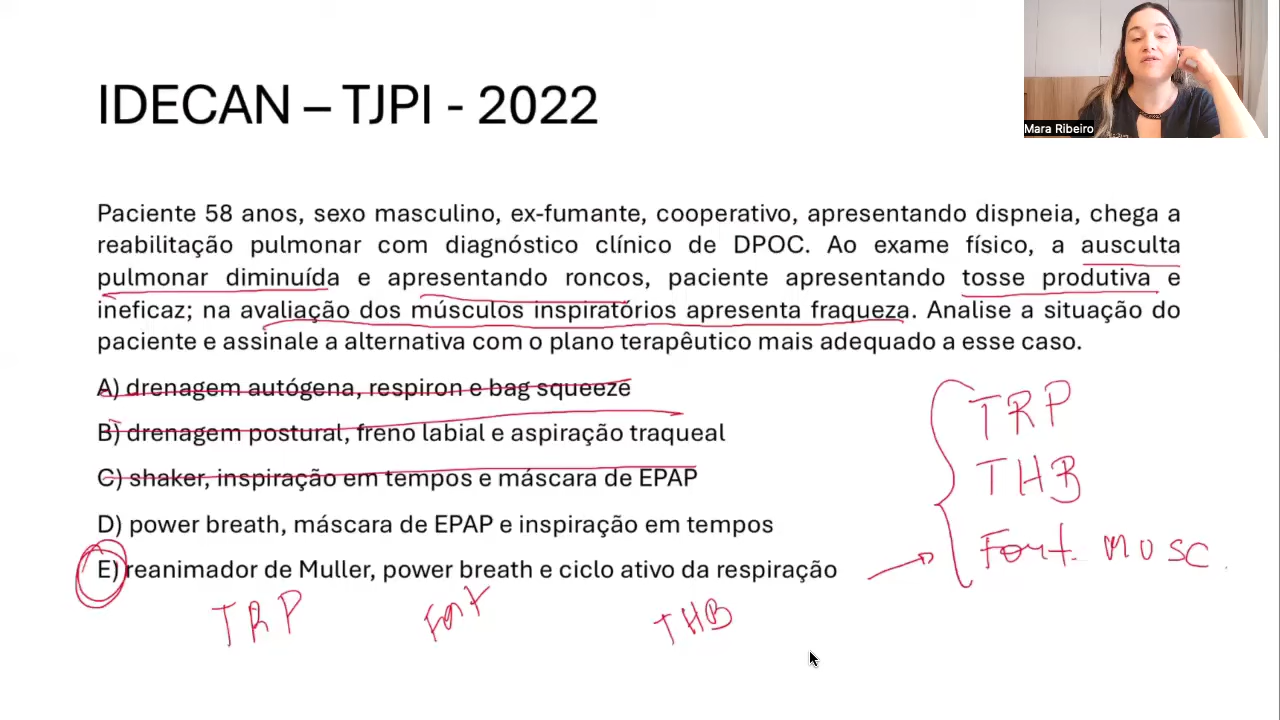 IDECAN – TJPI - 2022
Mara Ribeiro
Paciente 58 anos, sexo masculino, ex-fumante, cooperativo, apresentando dispneia, chega a
reabilitação pulmonar com diagnóstico clínico de DPOC. Ao exame físico, a ausculta
pulmonar diminuída e apresentando roncos, paciente apresentando tosse produtiva e
ineficaz; na avaliação dos músculos inspiratórios apresenta fraqueza. Analise a situação do
paciente e assinale a alternativa com o plano terapêutico mais adequado a esse caso.
A) drenagem autógena, respiron e bag squeeze
B) drenagem postural, freno labial e aspiração traqueal
C) shaker, inspiração em tempos e máscara de EPAP
D) power breath, máscara de EPAP e inspiração em tempos
E) reanimador de Muller, power breath e ciclo ativo da respiração
TRP
THB
Fort. musc.
TRP Fort THB